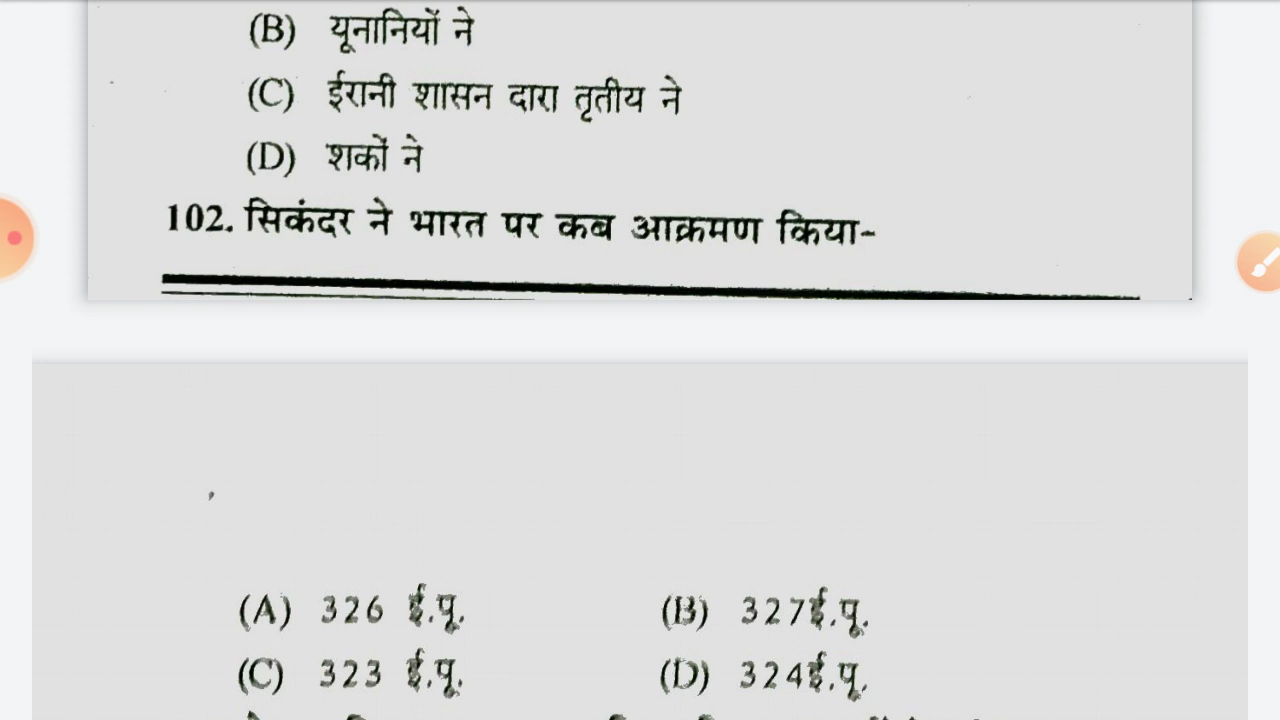 (B) यूनानियों ने
(C) ईरानी शासन दारा तृतीय ने
(D) शकों ने
102. सिकंदर ने भारत पर कब आक्रमण किया-
(A) 326 ई.पू. (B) 327ई.पू.
(C) 323 ई.पू. (D) 324ई.पू.